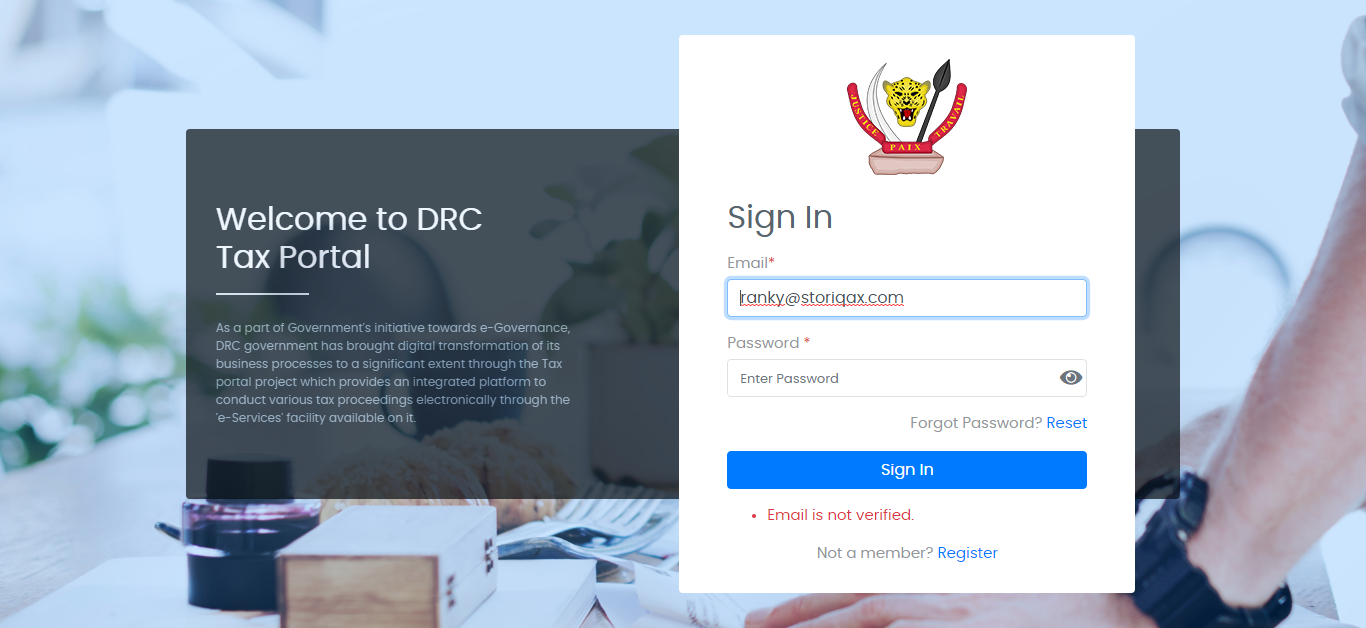 Welcome to DRC
Tax Portal
As a part of Government's initiative towards e-Governance,
DRC government has brought digital transformation of its
business processes to a significant extent through the Tax
portal project which provides an integrated platform to
conduct various tax proceedings electronically through the
'e-Services' facility available on it.
JUSTICE PAIX TRAVAIL
Sign In
Email*
ranky@storiqax.com
Password *
Enter Password
Forgot Password? Reset
Sign In
Email is not verified.
Not a member? Register